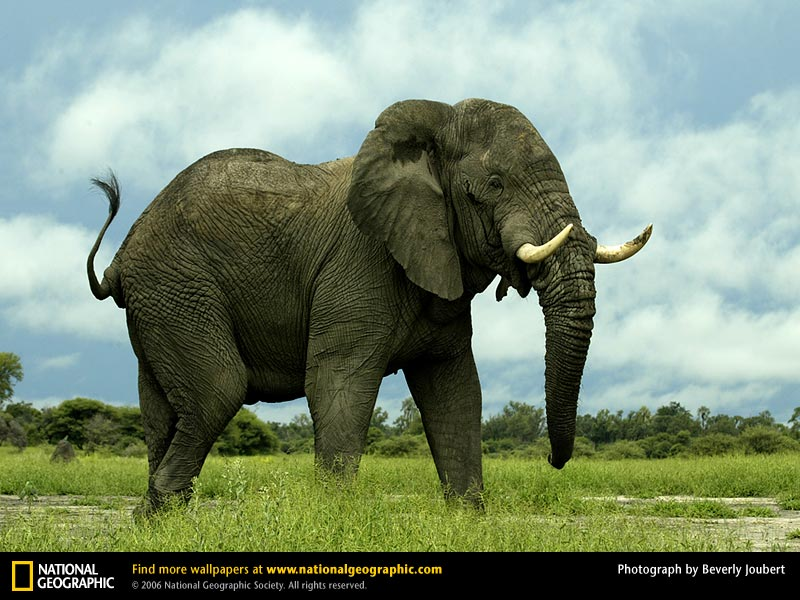 NATIONAL
GEOGRAPHIC
Find more wallpapers at www.nationalgeographic.com
© 2006 National Geographic Society. All rights reserved.
Photograph by Beverly Joubert